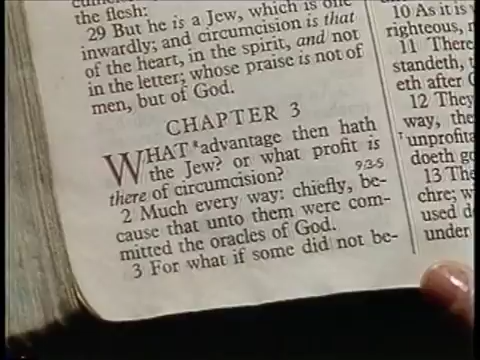 the flesh:
29 But he is a Jew, which is one
inwardly; and circumcision is that
of the heart, in the spirit, and not
in the letter; whose praise is not of
men, but of God.
CHAPTER 3
WHAT *advantage then hath
the Jew? or what profit is
there of circumcision? 9:3-5
2 Much every way: chiefly, be-
cause that unto them were com-
mitted the oracles of God.
3 For what if some did not be-
10 As it is
righteous,
11 There
standeth,
eth after
12 They
way, the
unprofita
doeth go
13 The
chre; w
used d
under